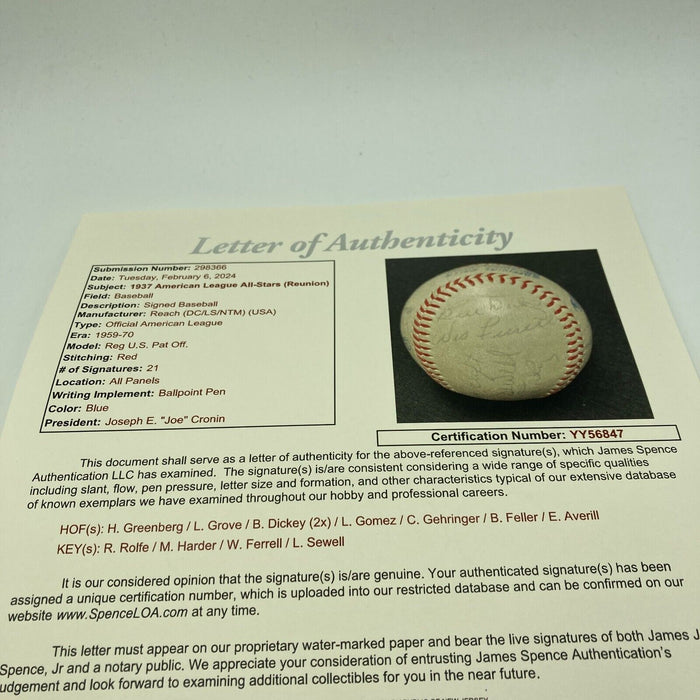 Letter of Authenticity
Submission Number: 298366
Date: Tuesday, February 6, 2024
Subject: 1937 American League All-Stars (Reunion)
Field: Baseball
Description: Signed Baseball
Manufacturer: Reach (DC/LS/NTM) (USA)
Type: Official American League
Era: 1959-70
Model: Reg U.S. Pat Off.
Stitching: Red
# of Signatures: 21
Location: All Panels
Writing Implement: Ballpoint Pen
Color: Blue
President: Joseph E. "Joe" Cronin
Certification Number: YY56847
This document shall serve as a letter of authenticity for the above-referenced signature(s), which James Spence
Authentication LLC has examined. The signature(s) is/are consistent considering a wide range of specific qualities
including slant, flow, pen pressure, letter size and formation, and other characteristics typical of our extensive database
of known exemplars we have examined throughout our hobby and professional careers.
HOF(s): H. Greenberg / L. Grove / B. Dickey (2x) / L. Gomez / C. Gehringer / B. Feller / E. Averill
KEY(s): R. Rolfe / M. Harder / W. Ferrell / L. Sewell
It is our considered opinion that the signature(s) is/are genuine. Your authenticated signature(s) has been
assigned a unique certification number, which is uploaded into our restricted database and can be confirmed on our
website www.SpenceLOA.com at any time.
This letter must appear on our proprietary water-marked paper and bear the live signatures of both James J
Spence, Jr and a notary public. We appreciate your consideration of entrusting James Spence Authentication's
udgement and look forward to examining additional collectibles for you in the near future.